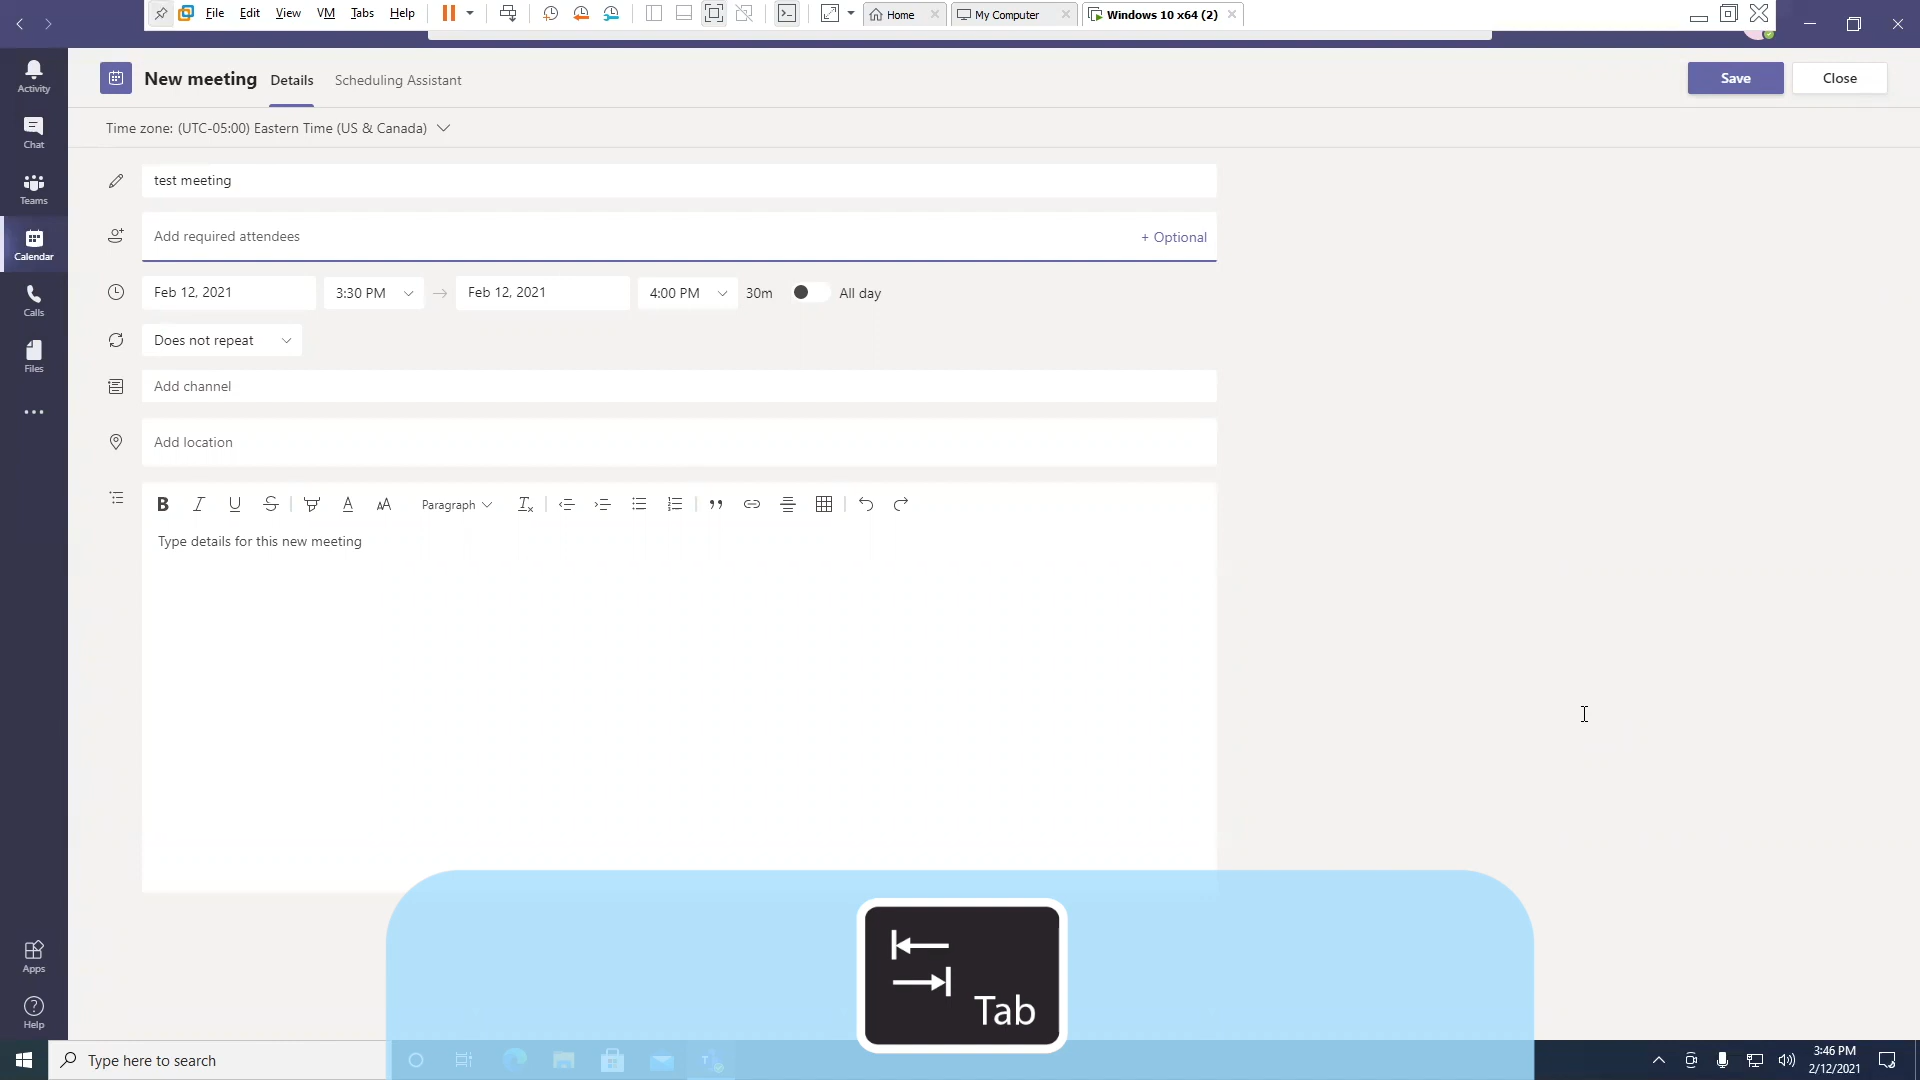 File Edit View VM Tabs Help Home My Computer Windows 10 x64 (2)
Activity
Chat
Teams
Calendar
Calls
Files
Apps
Help
New meeting Details Scheduling Assistant Save Close
Time zone: (UTC-05:00) Eastern Time (US & Canada)
test meeting
Add required attendees + Optional
Feb 12, 2021 3:30 PM Feb 12, 2021 4:00 PM 30m All day
Does not repeat
Add channel
Add location
B I U S A AA Paragraph
Type details for this new meeting
Tab
Type here to search
3:46 PM
2/12/2021